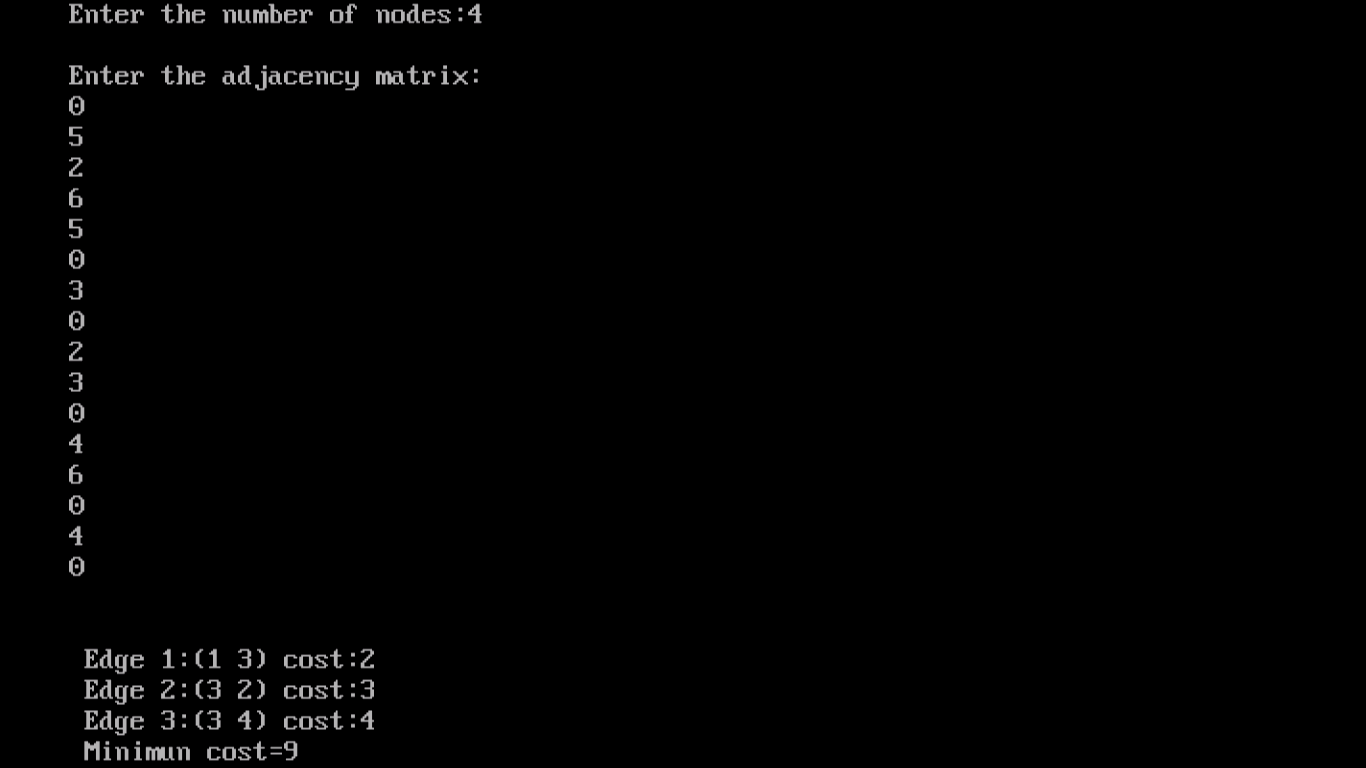 Enter the number of nodes:4
Enter the adjacency matrix:
0
5
2
6
5
0
3
0
2
3
0
4
6
0
4
0
Edge 1:(1 3) cost:2
Edge 2:(3 2) cost:3
Edge 3:(3 4) cost:4
Minimun cost=9